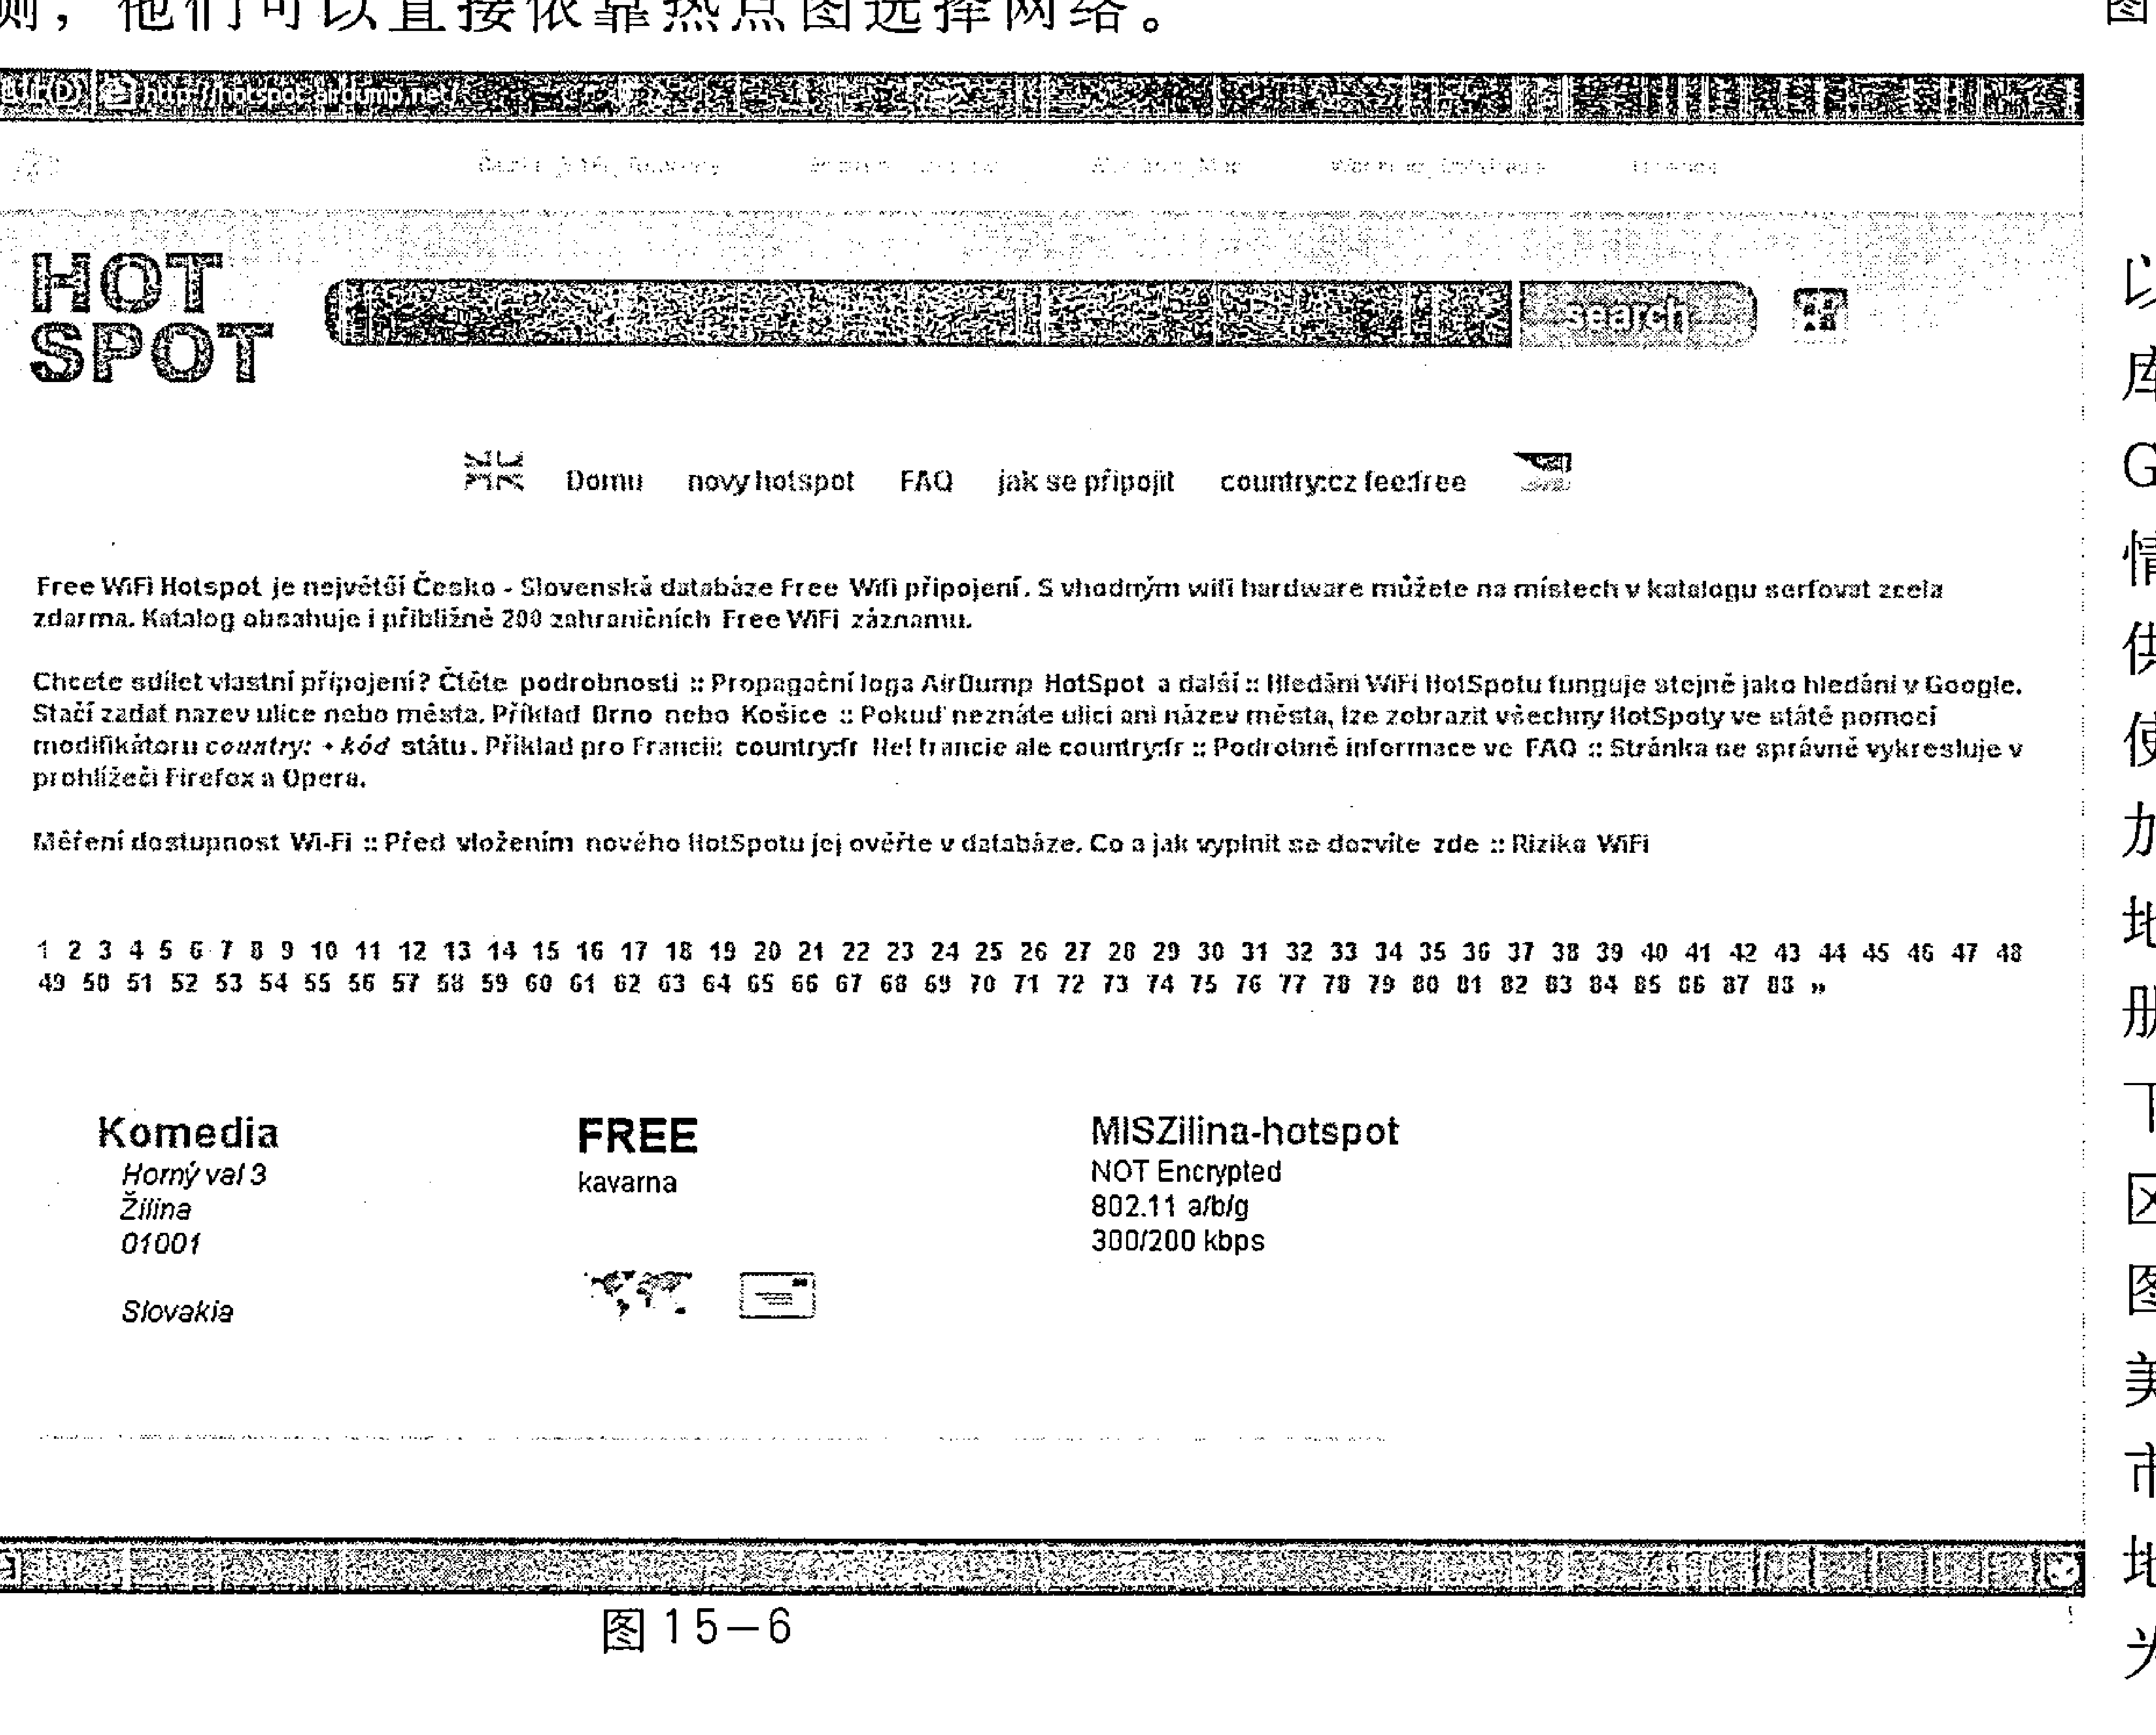 ，他们可以直接依靠热点图选择网络。
http://hotspot.airdump.net/
HOT
SPOT
search
Domu novy hotspot FAQ jak se připojit country:cz fee:free
Free WiFi Hotspot je největší Česko - Slovenská databáze Free Wifi připojení. S vhodným wifi hardware můžete na místech v katalogu serfovat zcela
zdarma. Katalog obsahuje i přibližně 200 zahraničních Free WiFi záznamu.
Chcete sdílet vlastní připojení? Čtěte podrobnosti :: Propagační loga AirDump HotSpot a další :: Hledání WiFi HotSpotu funguje stejně jako hledání v Google.
Stačí zadat nazev ulice nebo města. Příklad Brno nebo Košice :: Pokud neznáte ulici ani název města, lze zobrazit všechny HotSpoty ve státě pomocí
modifikátoru country: + kód státu. Příklad pro Francii: country:fr Ne! francie ale country:fr :: Podrobné informace ve FAQ :: Stránka se správně vykresluje v
prohlížeči Firefox a Opera.
Měření dostupnost Wi-Fi :: Před vložením nového HotSpotu jej ověřte v databáze. Co a jak vyplnit se dozvíte zde :: Rizika WiFi
1 2 3 4 5 6 7 8 9 10 11 12 13 14 15 16 17 18 19 20 21 22 23 24 25 26 27 28 29 30 31 32 33 34 35 36 37 38 39 40 41 42 43 44 45 46 47 48
49 50 51 52 53 54 55 56 57 58 59 60 61 62 63 64 65 66 67 68 69 70 71 72 73 74 75 76 77 78 79 80 81 82 83 84 85 86 87 88 »
Komedia
Horný val 3
Žilina
01001
Slovakia
FREE
kavarna
MISZilina-hotspot
NOT Encrypted
802.11 a/b/g
300/200 kbps
图15-6